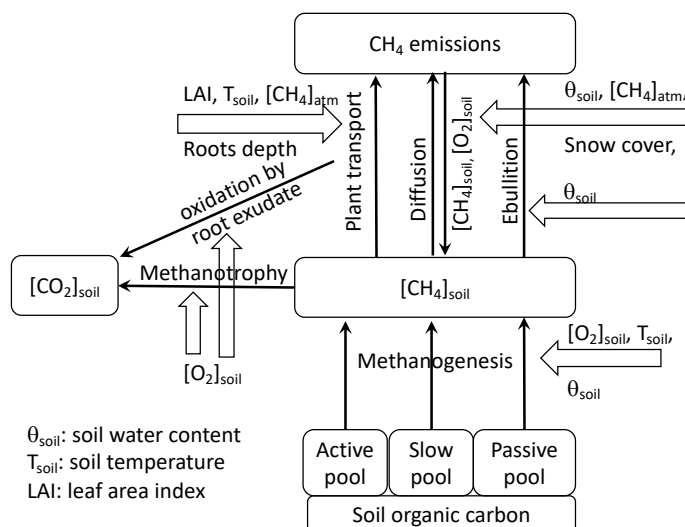 CH4 emissions
LAI, Tsoil, [CH4]atm
Roots depth
θsoil, [CH4]atm,
Snow cover,
θsoil
Plant transport
Diffusion
[CH4]soil, [O2]soil
Ebullition
oxidation by
root exudate
[CO2]soil
Methanotrophy
[CH4]soil
[O2]soil
Methanogenesis
[O2]soil, Tsoil,
θsoil
θsoil: soil water content
Tsoil: soil temperature
LAI: leaf area index
Active
pool
Slow
pool
Passive
pool
Soil organic carbon